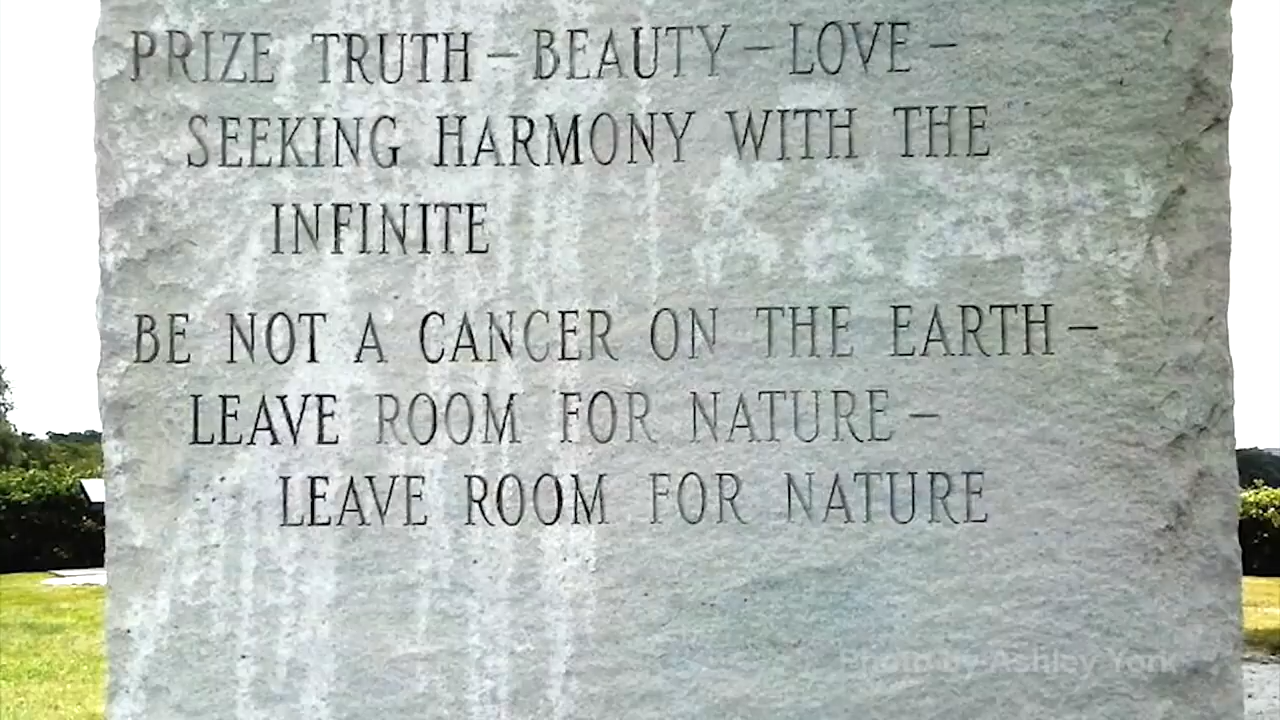 PRIZE TRUTH — BEAUTY — LOVE —
SEEKING HARMONY WITH THE
INFINITE
BE NOT A CANCER ON THE EARTH —
LEAVE ROOM FOR NATURE —
LEAVE ROOM FOR NATURE
Photo by Ashley York